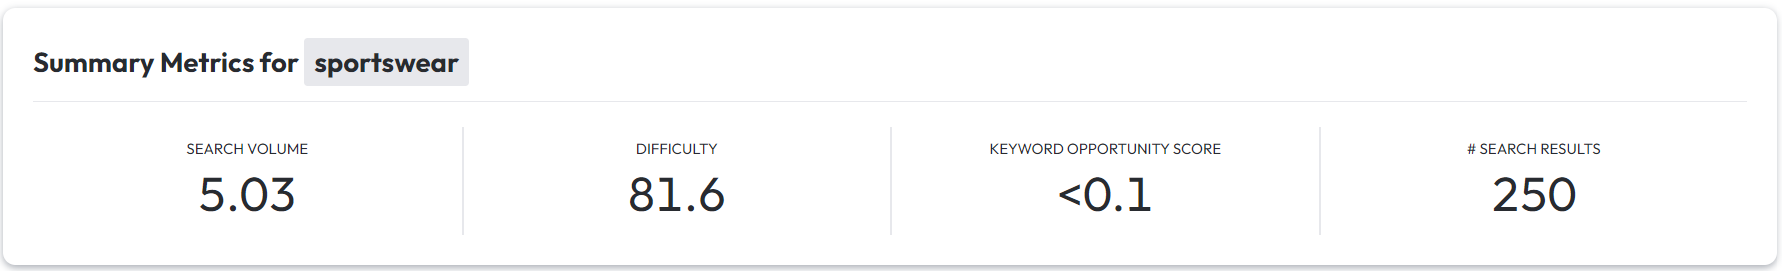 Summary Metrics for sportswear
SEARCH VOLUME
5.03
DIFFICULTY
81.6
KEYWORD OPPORTUNITY SCORE
<0.1
# SEARCH RESULTS
250